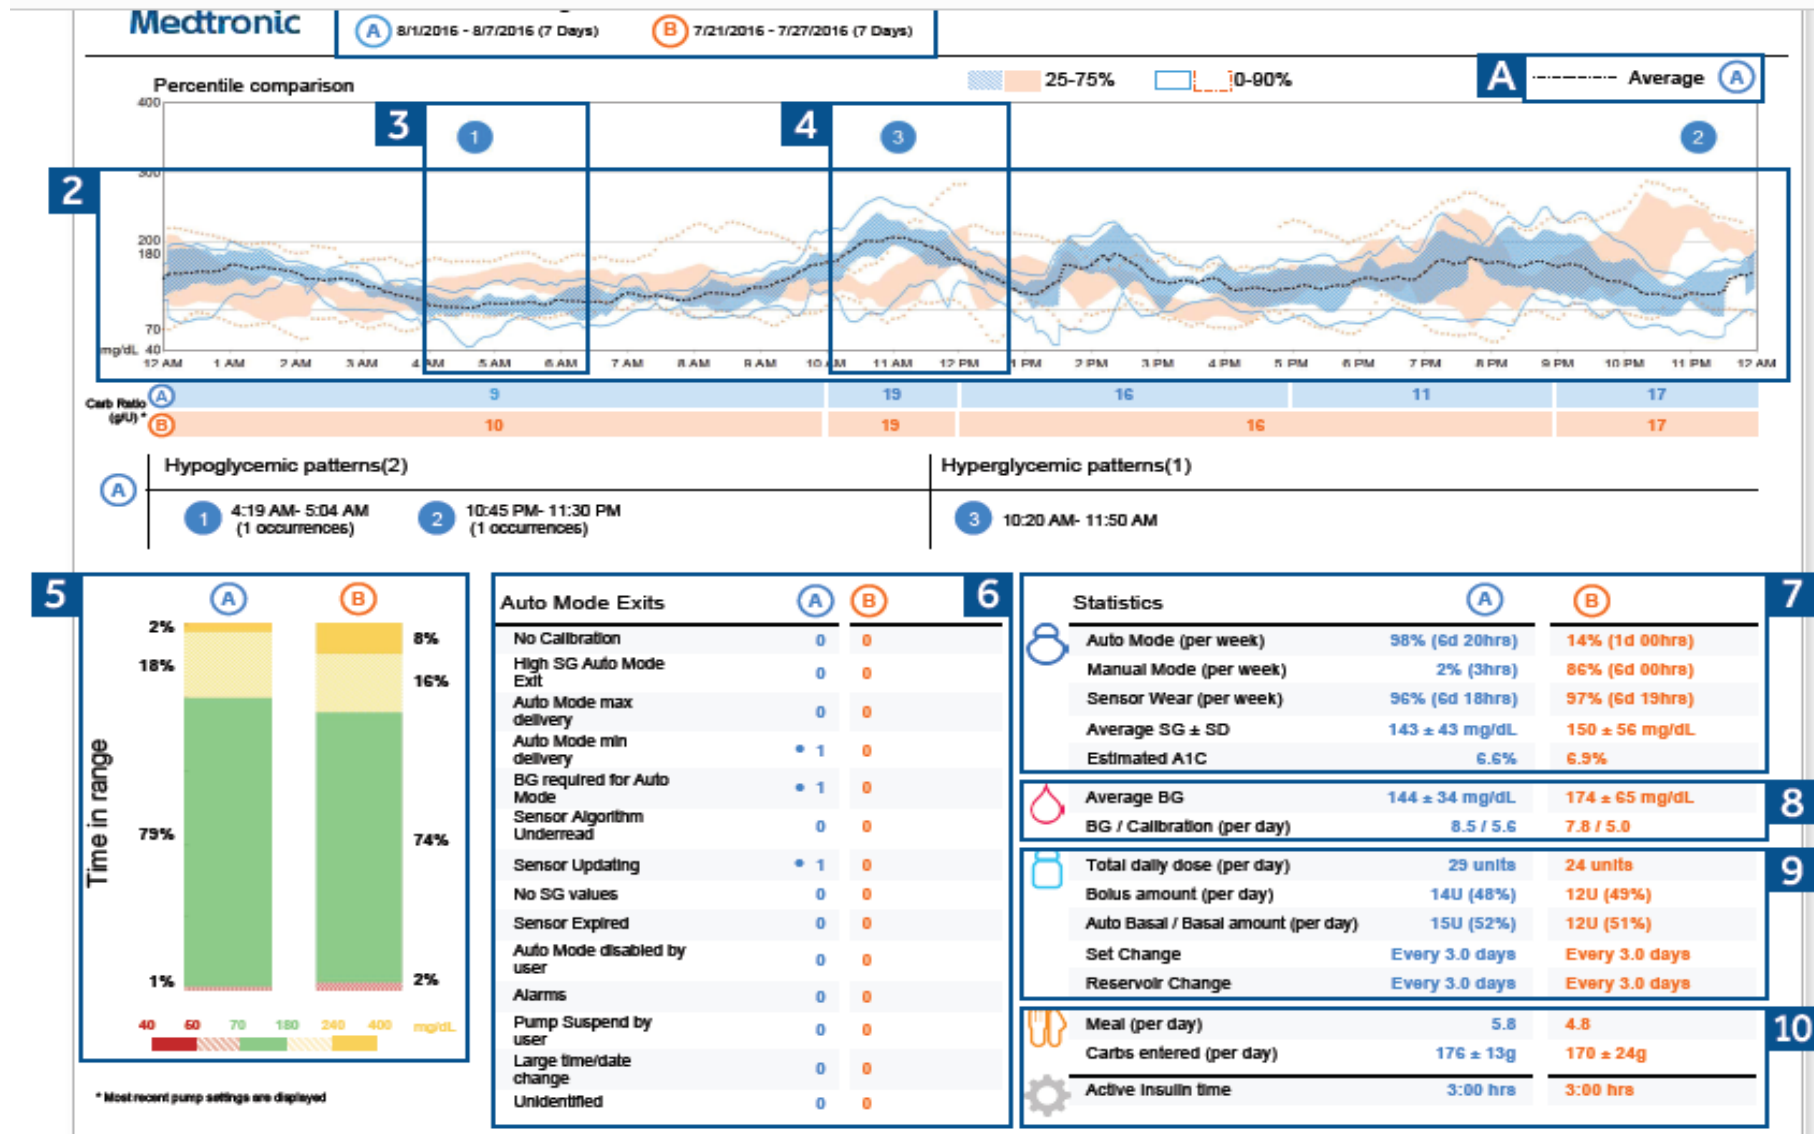 Medtronic
A 8/1/2016 - 8/7/2016 (7 Days) B 7/21/2016 - 7/27/2016 (7 Days)
Percentile comparison 25-75% 0-90% A Average A
400
3 1 4 3 2
2 300
200
180
70
mg/dL 40
12 AM 1 AM 2 AM 3 AM 4 AM 5 AM 6 AM 7 AM 8 AM 9 AM 10 AM 11 AM 12 PM 1 PM 2 PM 3 PM 4 PM 5 PM 6 PM 7 PM 8 PM 9 PM 10 PM 11 PM 12 AM
Carb Ratio
(g/U) *
A 9 19 16 11 17
B 10 19 16 17
A
Hypoglycemic patterns(2) Hyperglycemic patterns(1)
1 4:19 AM- 5:04 AM
(1 occurrences)
2 10:45 PM- 11:30 PM
(1 occurrences)
3 10:20 AM- 11:50 AM
5
A B
2% 8%
18% 16%
79% 74%
1% 2%
Time in range
40 60 70 180 240 400 mg/dL
* Most recent pump settings are displayed
Auto Mode Exits A B 6
No Calibration 0 0
High SG Auto Mode
Exit 0 0
Auto Mode max
delivery 0 0
Auto Mode min
delivery • 1 0
BG required for Auto
Mode • 1 0
Sensor Algorithm
Underread 0 0
Sensor Updating • 1 0
No SG values 0 0
Sensor Expired 0 0
Auto Mode disabled by
user 0 0
Alarms 0 0
Pump Suspend by
user 0 0
Large time/date
change 0 0
Unidentified 0 0
Statistics A B 7
Auto Mode (per week) 98% (6d 20hrs) 14% (1d 00hrs)
Manual Mode (per week) 2% (3hrs) 86% (6d 00hrs)
Sensor Wear (per week) 96% (6d 18hrs) 97% (6d 19hrs)
Average SG ± SD 143 ± 43 mg/dL 150 ± 56 mg/dL
Estimated A1C 6.6% 6.9%
Average BG 144 ± 34 mg/dL 174 ± 65 mg/dL 8
BG / Calibration (per day) 8.5 / 5.6 7.8 / 5.0
Total daily dose (per day) 29 units 24 units 9
Bolus amount (per day) 14U (48%) 12U (49%)
Auto Basal / Basal amount (per day) 15U (52%) 12U (51%)
Set Change Every 3.0 days Every 3.0 days
Reservoir Change Every 3.0 days Every 3.0 days
Meal (per day) 5.8 4.8 10
Carbs entered (per day) 176 ± 13g 170 ± 24g
Active Insulin time 3:00 hrs 3:00 hrs